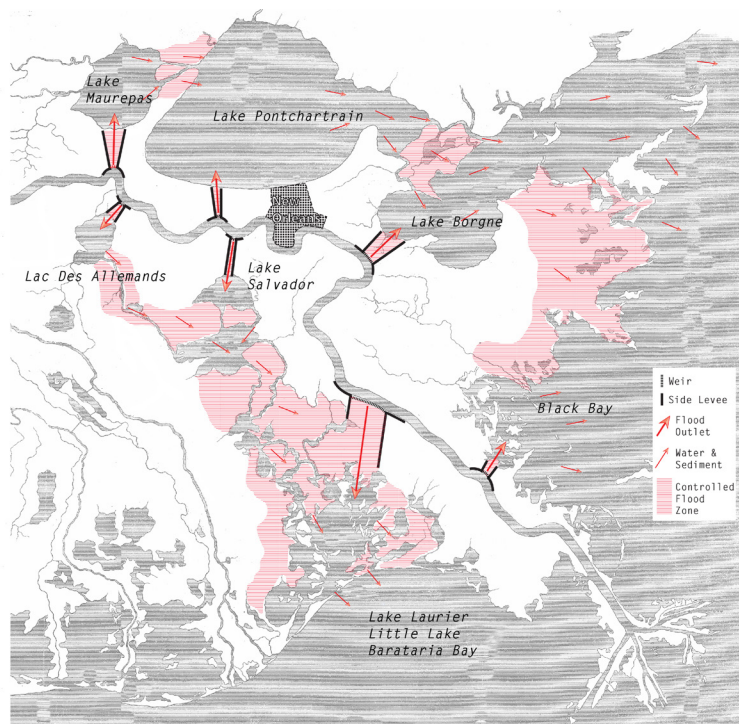 Lake
Maurepas
Lake Pontchartrain
New
Orleans
Lake Borgne
Lac Des Allemands
Lake
Salvador
Black Bay
Weir
Side Levee
Flood
Outlet
Water &
Sediment
Controlled
Flood
Zone
Lake Laurier
Little Lake
Barataria Bay